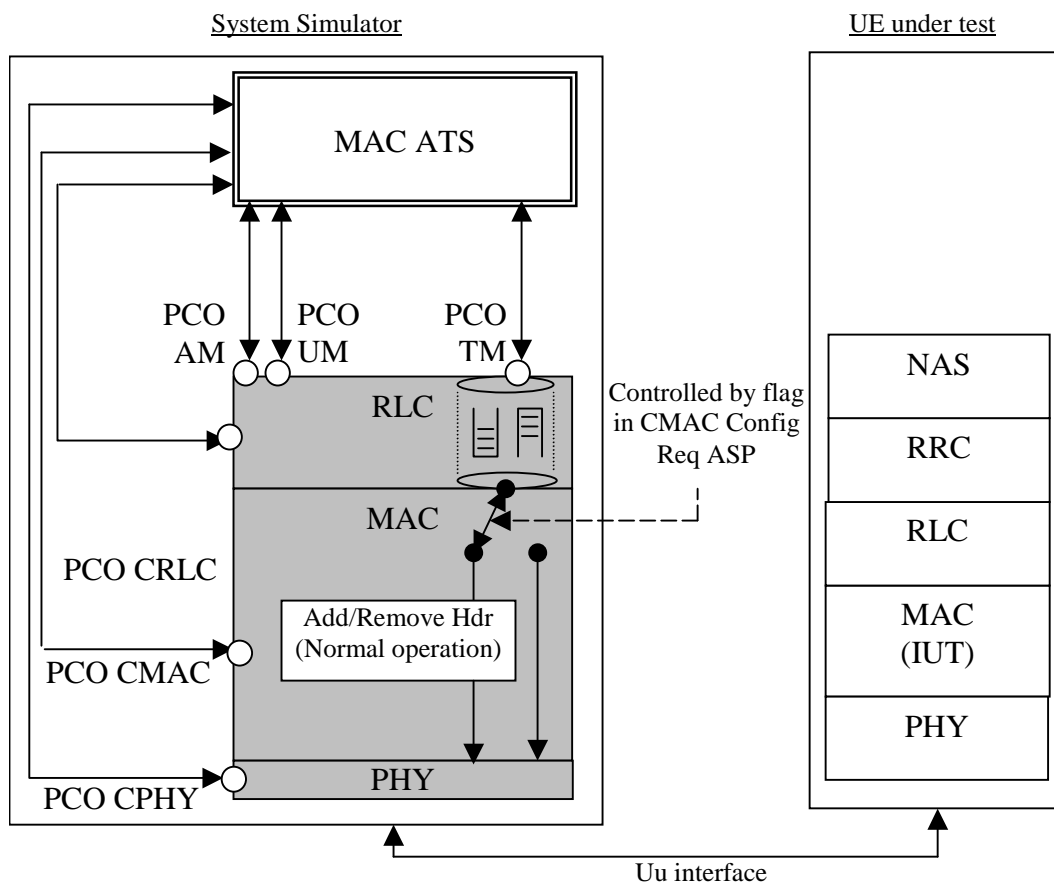 System Simulator
UE under test
MAC ATS
PCO
AM
PCO
UM
PCO
TM
Controlled by flag
in CMAC Config
Req ASP
RLC
MAC
PCO CRLC
Add/Remove Hdr
(Normal operation)
PCO CMAC
PHY
PCO CPHY
NAS
RRC
RLC
MAC
(IUT)
PHY
Uu interface